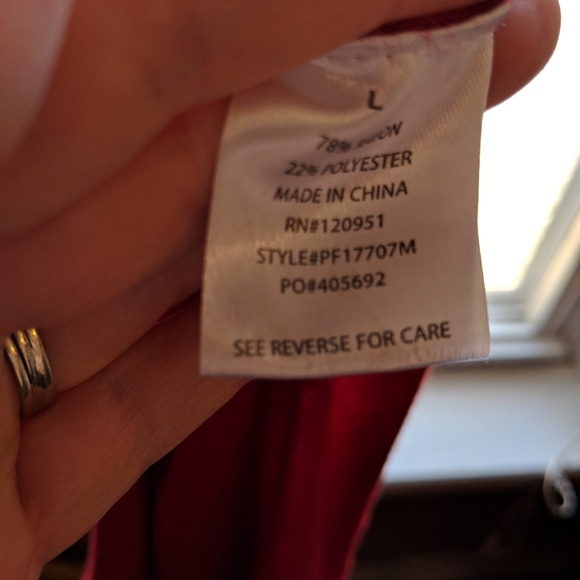 L
78%
22% POLYESTER
MADE IN CHINA
RN#120951
STYLE#PF17707M
PO#405692
SEE REVERSE FOR CARE